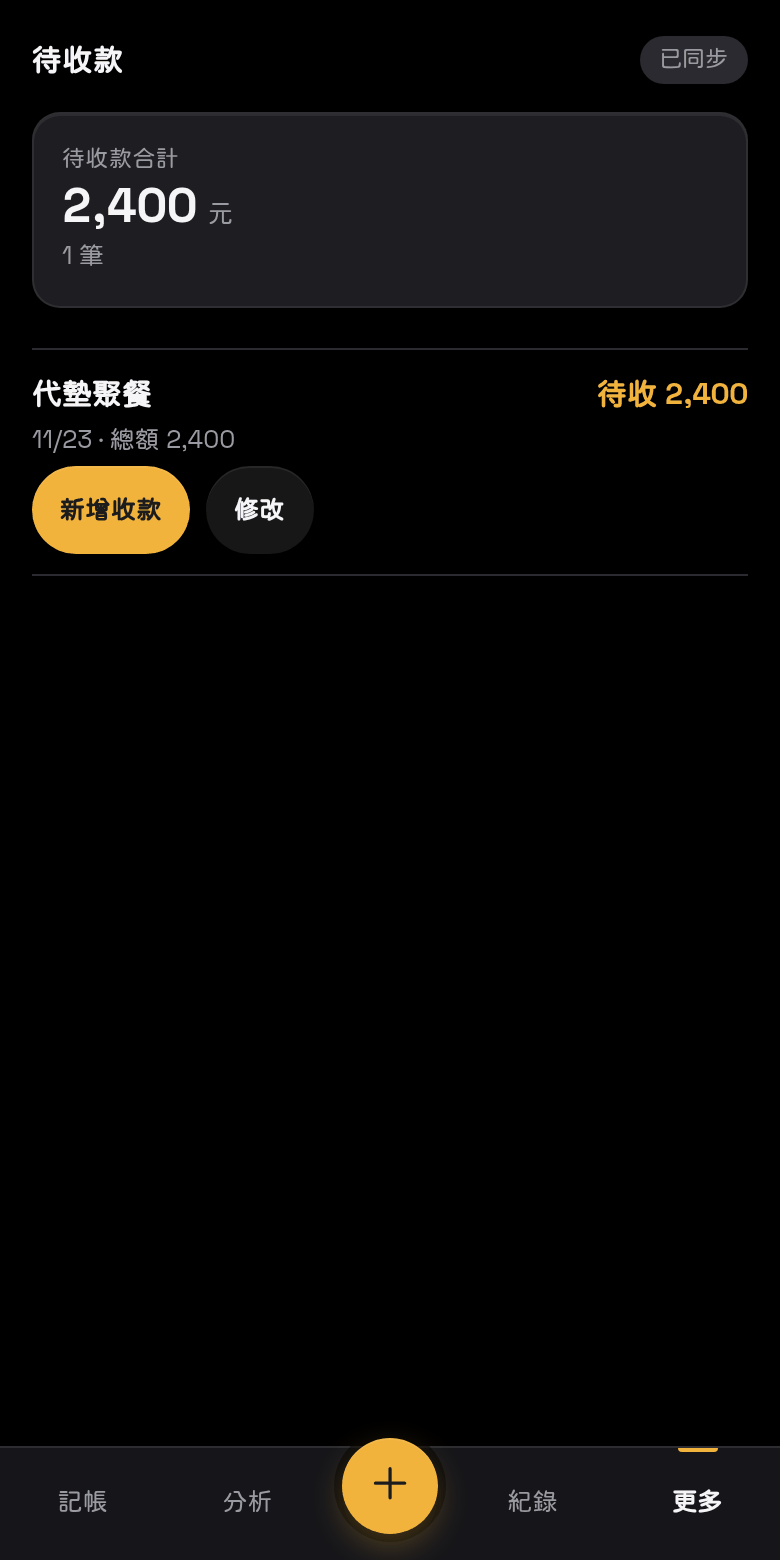 待收款
已同步
待收款合計
2,400 元
1 筆
代墊聚餐
待收 2,400
11/23 · 總額 2,400
新增收款
修改
記帳
分析
紀錄
更多